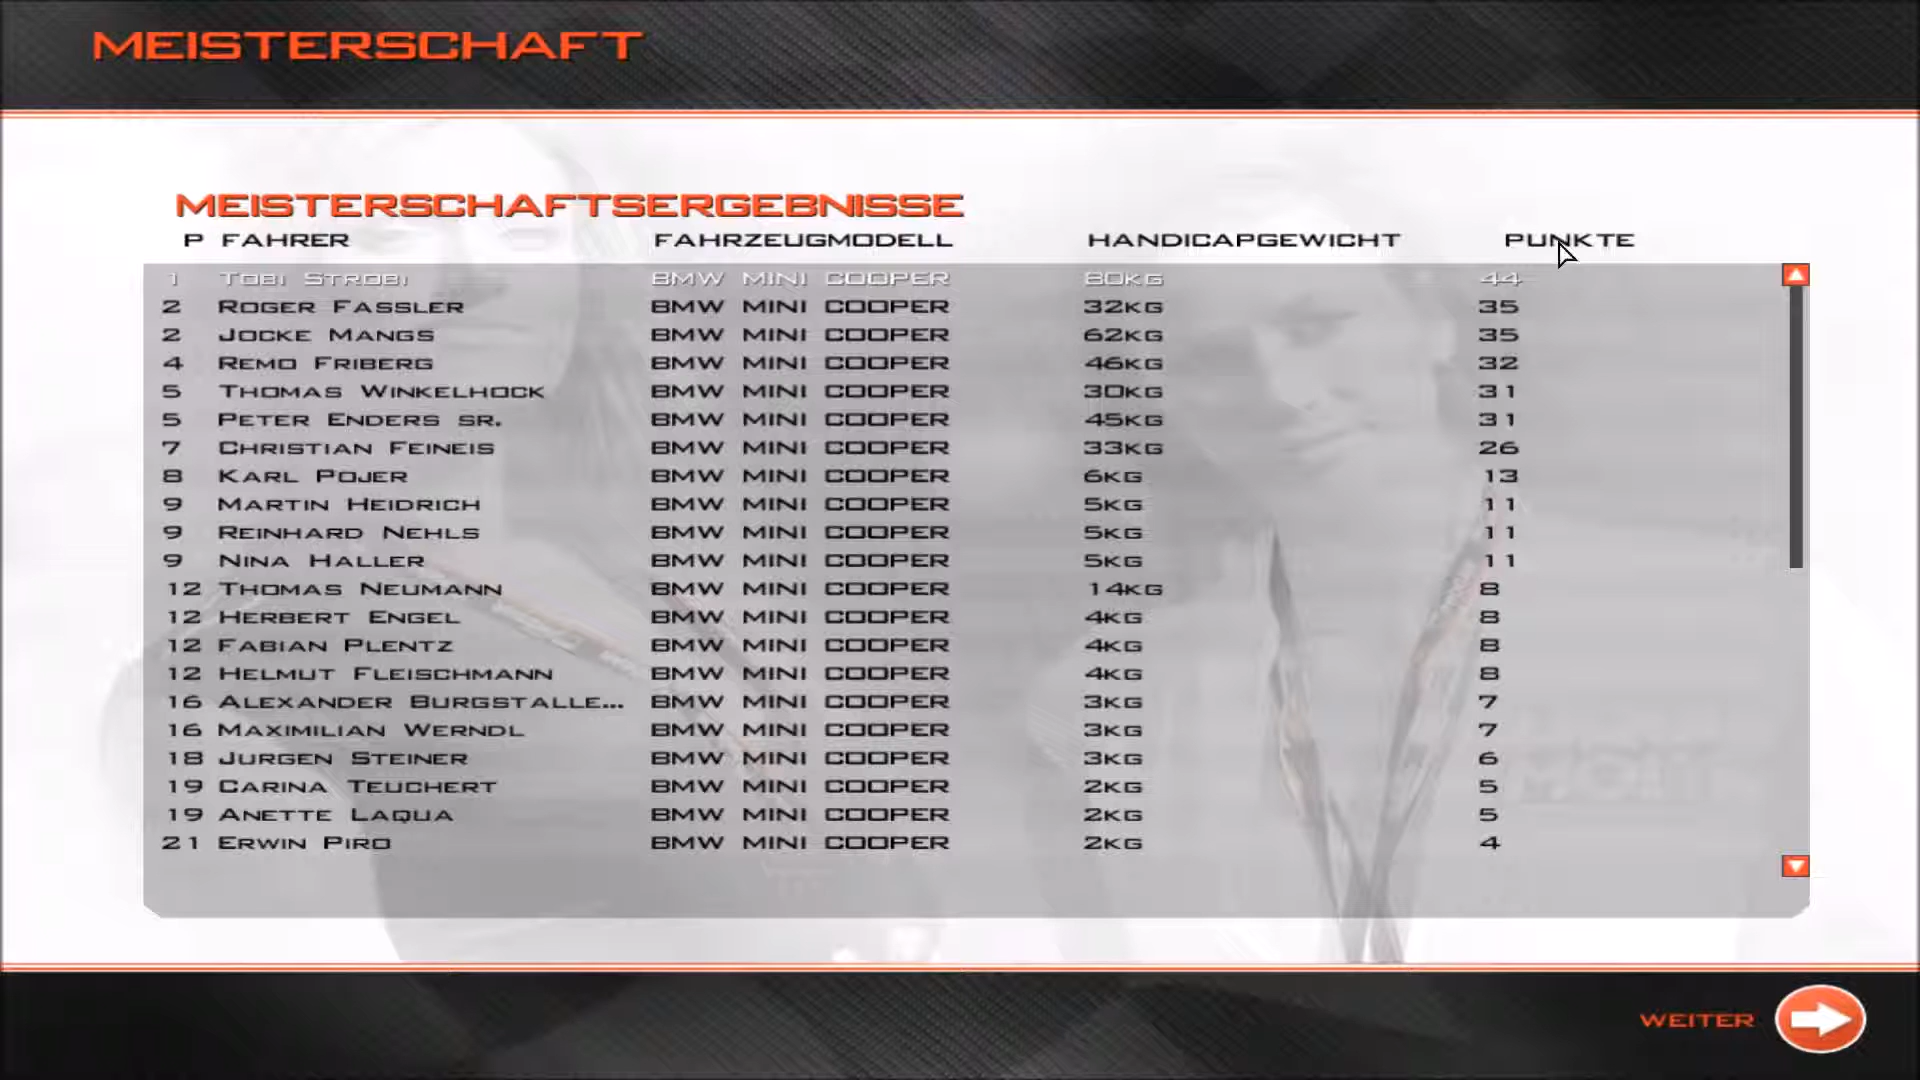 MEISTERSCHAFT
MEISTERSCHAFTSERGEBNISSE
P FAHRER FAHRZEUGMODELL HANDICAPGEWICHT PUNKTE
1 TOBI STROBI BMW MINI COOPER 80KG 44
2 ROGER FASSLER BMW MINI COOPER 32KG 35
2 JOCKE MANGS BMW MINI COOPER 62KG 35
4 REMO FRIBERG BMW MINI COOPER 46KG 32
5 THOMAS WINKELHOCK BMW MINI COOPER 30KG 31
5 PETER ENDERS SR. BMW MINI COOPER 45KG 31
7 CHRISTIAN FEINEIS BMW MINI COOPER 33KG 26
8 KARL POJER BMW MINI COOPER 6KG 13
9 MARTIN HEIDRICH BMW MINI COOPER 5KG 11
9 REINHARD NEHLS BMW MINI COOPER 5KG 11
9 NINA HALLER BMW MINI COOPER 5KG 11
12 THOMAS NEUMANN BMW MINI COOPER 14KG 8
12 HERBERT ENGEL BMW MINI COOPER 4KG 8
12 FABIAN PLENTZ BMW MINI COOPER 4KG 8
12 HELMUT FLEISCHMANN BMW MINI COOPER 4KG 8
16 ALEXANDER BURGSTALLE... BMW MINI COOPER 3KG 7
16 MAXIMILIAN WERNDL BMW MINI COOPER 3KG 7
18 JURGEN STEINER BMW MINI COOPER 3KG 6
19 CARINA TEUCHERT BMW MINI COOPER 2KG 5
19 ANETTE LAQUA BMW MINI COOPER 2KG 5
21 ERWIN PIRO BMW MINI COOPER 2KG 4
WEITER